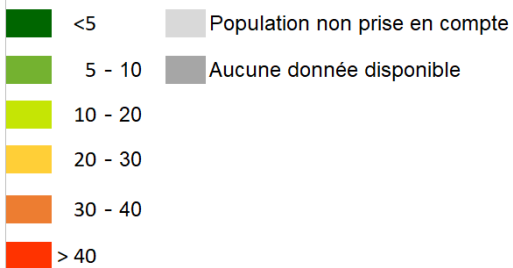 <5 Population non prise en compte
5 - 10 Aucune donnée disponible
10 - 20
20 - 30
30 - 40
> 40